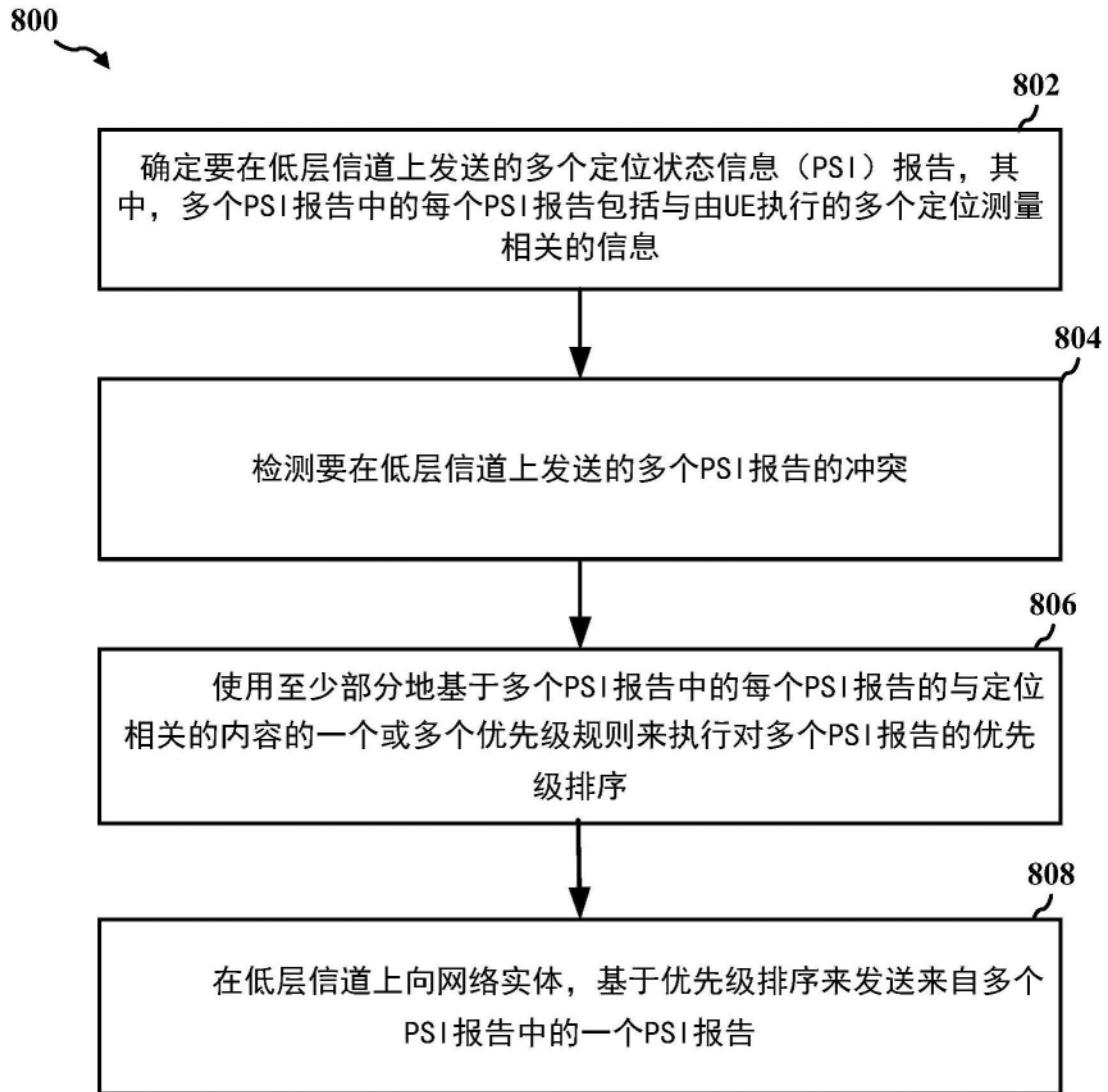 800
802
确定要在低层信道上发送的多个定位状态信息（PSI）报告，其
中，多个PSI报告中的每个PSI报告包括与由UE执行的多个定位测量
相关的信息
804
检测要在低层信道上发送的多个PSI报告的冲突
806
使用至少部分地基于多个PSI报告中的每个PSI报告的与定位
相关的内容的一个或多个优先级规则来执行对多个PSI报告的优先
级排序
808
在低层信道上向网络实体，基于优先级排序来发送来自多个
PSI报告中的一个PSI报告